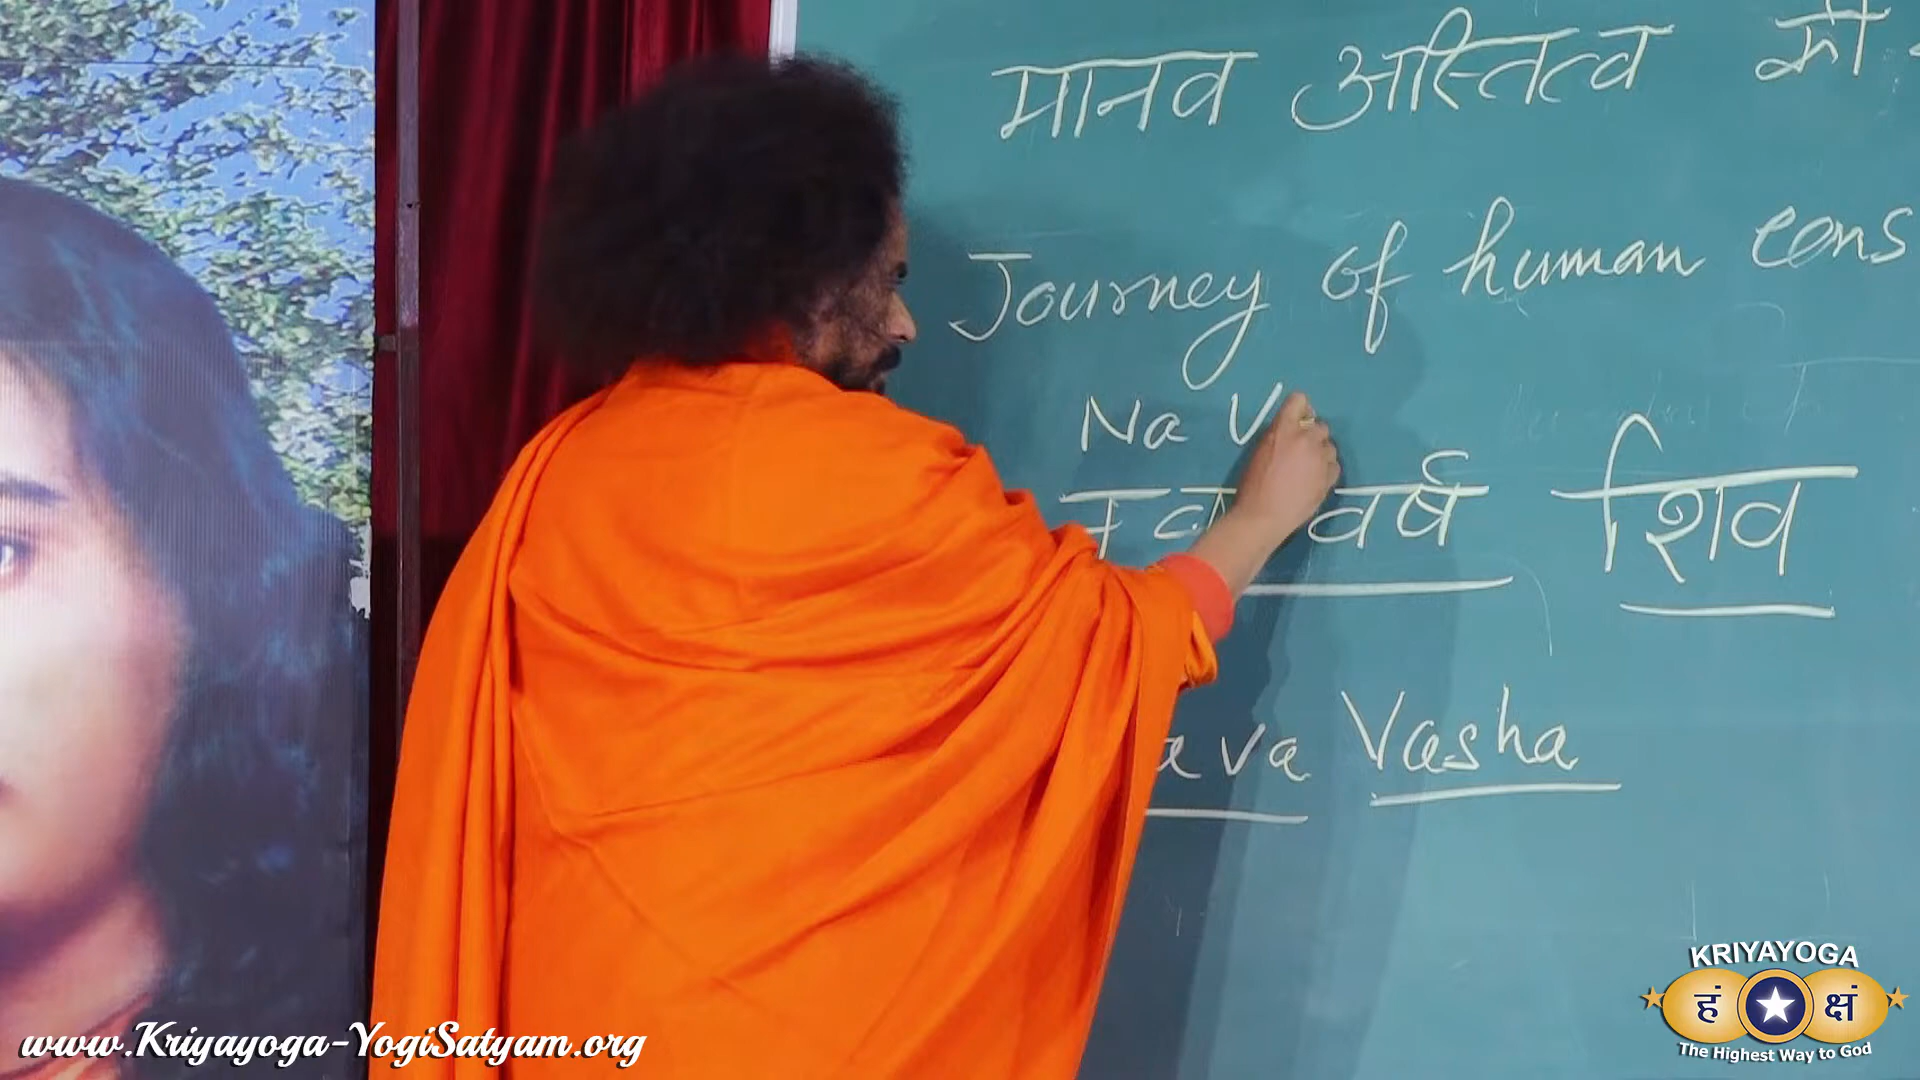 मानव अस्तित्व की
Journey of human cons
Na V
नव वर्ष शिव
ava Vasha
KRIYAYOGA
हं क्षं
The Highest Way to God
www.Kriyayoga-YogiSatyam.org